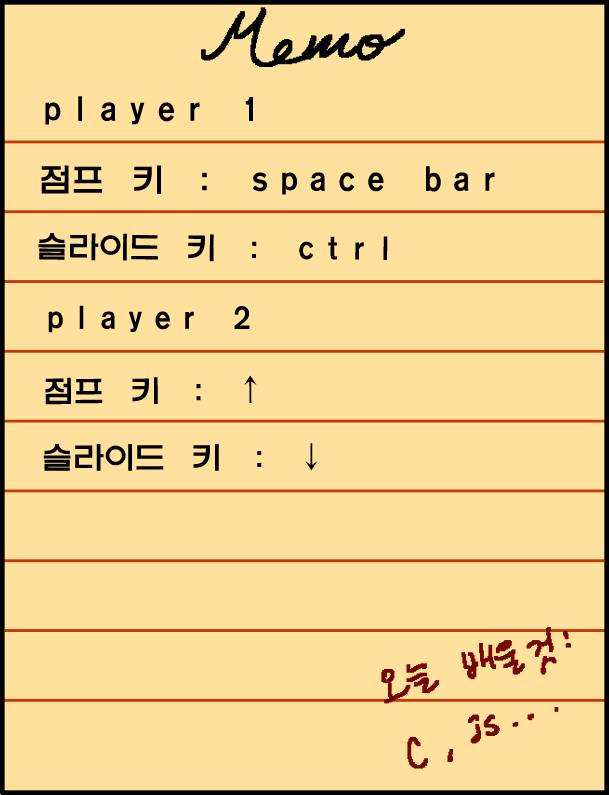 Memo
player 1
점프 키 : space bar
슬라이드 키 : ctrl
player 2
점프 키 : ↑
슬라이드 키 : ↓
오늘 배울것:
C, js...